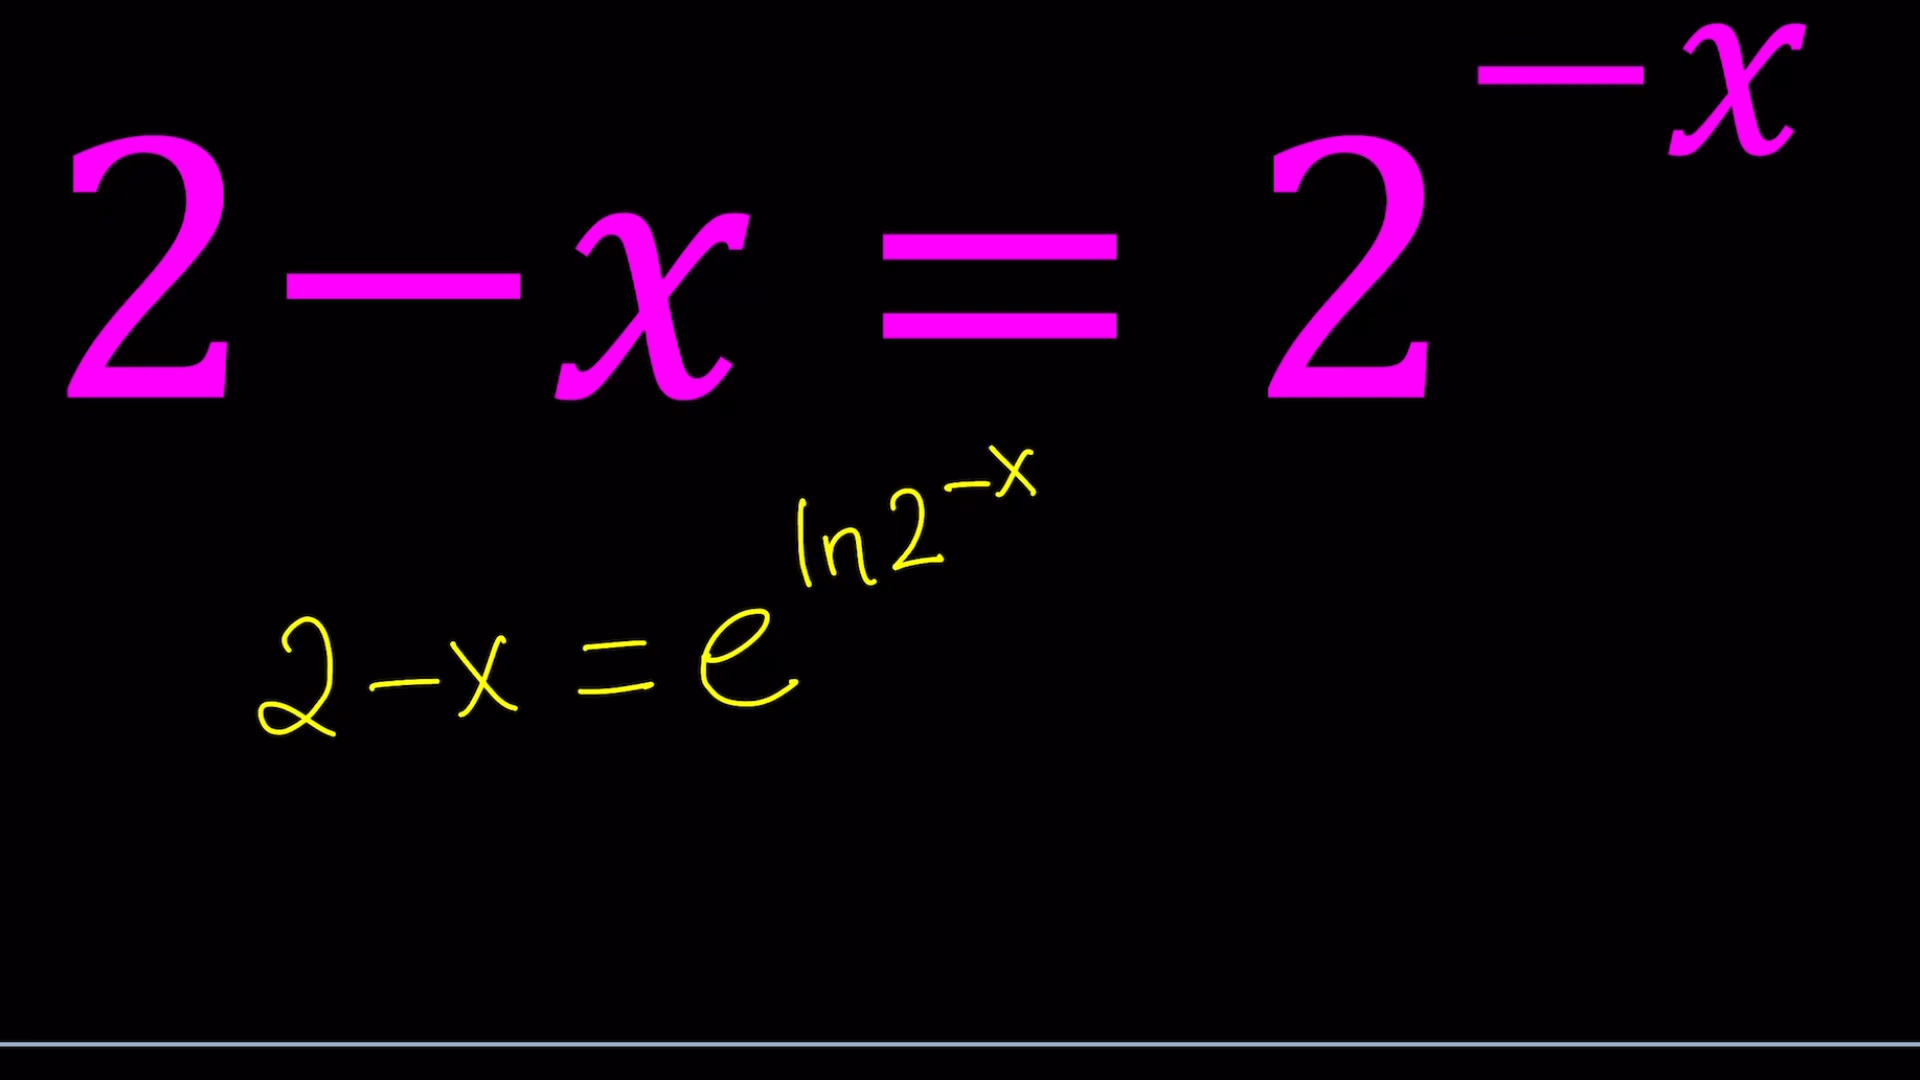 2−x = 2^{−x}
2−x = e^{ln2^{−x}}